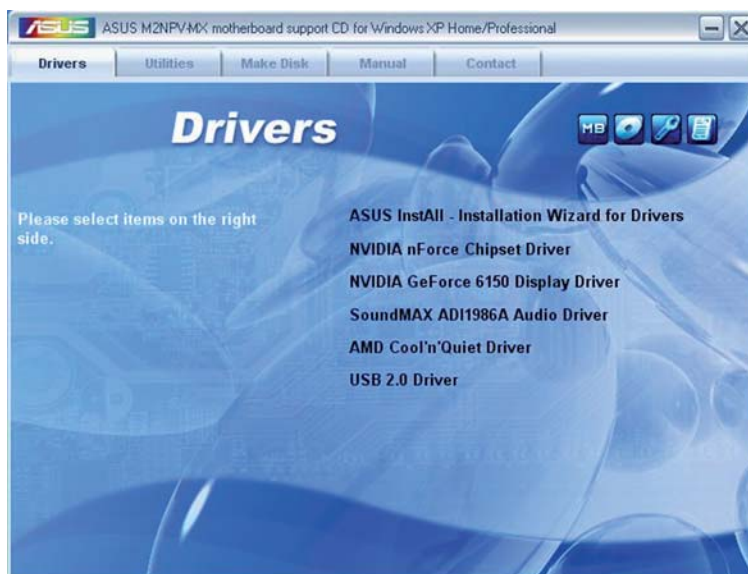 ASUS ASUS M2NPV-MX motherboard support CD for Windows XP Home/Professional
Drivers Utilities Make Disk Manual Contact
Drivers
MB
Please select items on the right
side.
ASUS InstAll - Installation Wizard for Drivers
NVIDIA nForce Chipset Driver
NVIDIA GeForce 6150 Display Driver
SoundMAX ADI1986A Audio Driver
AMD Cool'n'Quiet Driver
USB 2.0 Driver